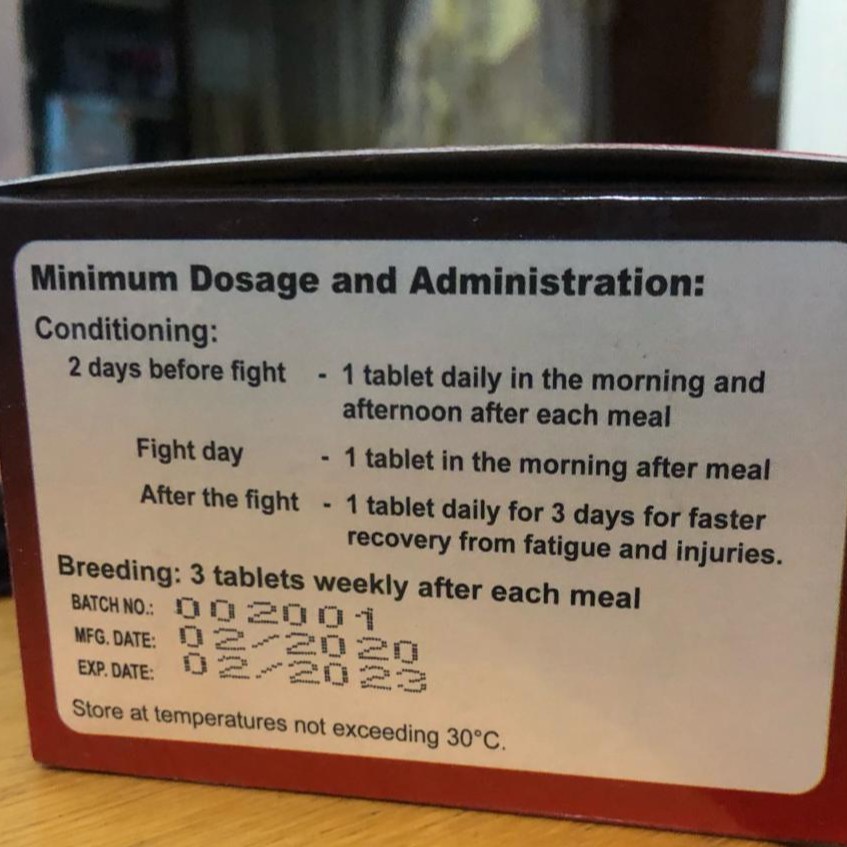 Minimum Dosage and Administration:
Conditioning:
2 days before fight - 1 tablet daily in the morning and
afternoon after each meal
Fight day - 1 tablet in the morning after meal
After the fight - 1 tablet daily for 3 days for faster
recovery from fatigue and injuries.
Breeding: 3 tablets weekly after each meal
BATCH NO.: 002001
MFG. DATE: 02/2020
EXP. DATE: 02/2023
Store at temperatures not exceeding 30°C.